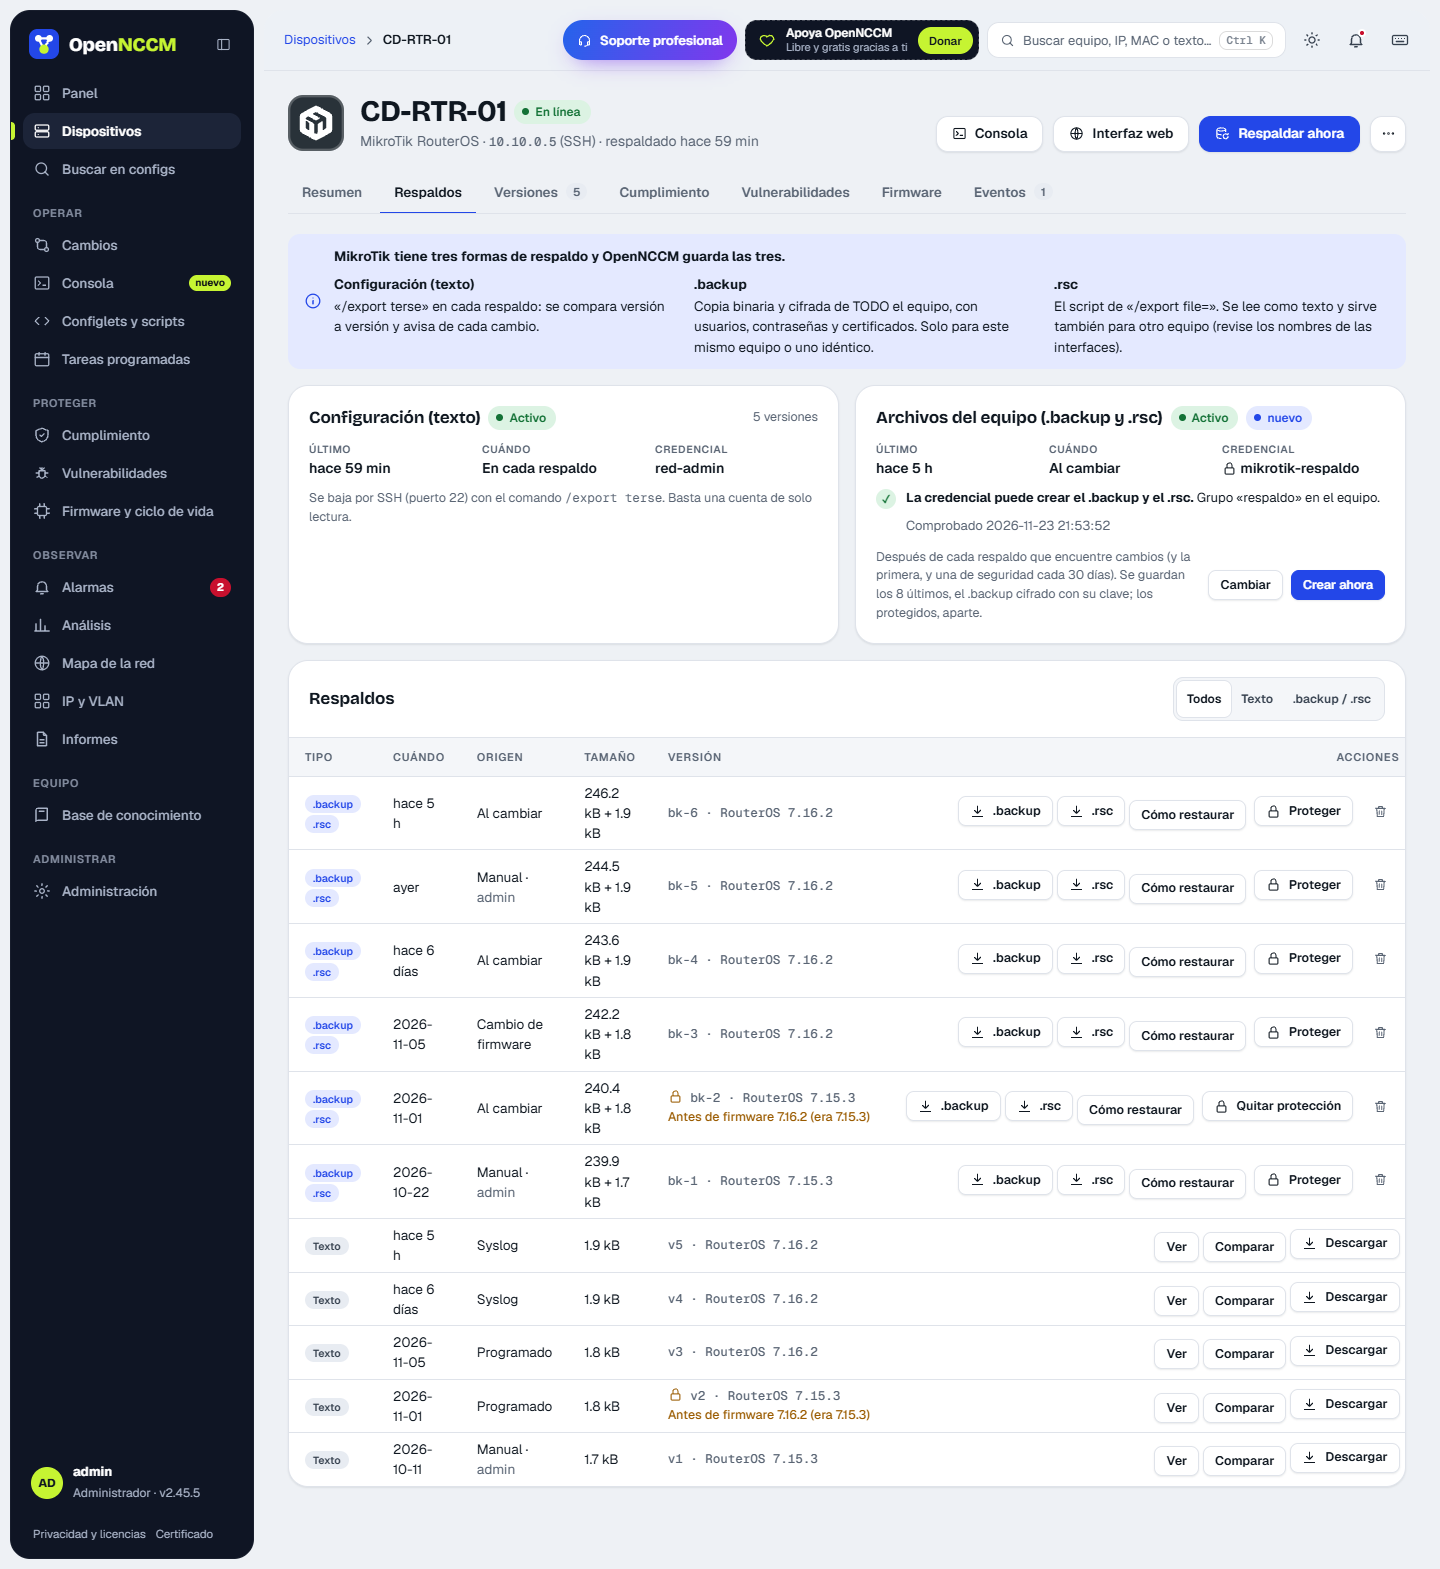 OpenNCCM
Panel
Dispositivos
Buscar en configs
OPERAR
Cambios
Consola nuevo
Configlets y scripts
Tareas programadas
PROTEGER
Cumplimiento
Vulnerabilidades
Firmware y ciclo de vida
OBSERVAR
Alarmas 2
Análisis
Mapa de la red
IP y VLAN
Informes
EQUIPO
Base de conocimiento
ADMINISTRAR
Administración
AD
admin
Administrador · v2.45.5
Privacidad y licencias Certificado
Dispositivos > CD-RTR-01
Soporte profesional
Apoya OpenNCCM
Libre y gratis gracias a ti
Donar
Buscar equipo, IP, MAC o texto... Ctrl K
CD-RTR-01 En línea
MikroTik RouterOS · 10.10.0.5 (SSH) · respaldado hace 59 min
Consola
Interfaz web
Respaldar ahora
Resumen Respaldos Versiones 5 Cumplimiento Vulnerabilidades Firmware Eventos 1
MikroTik tiene tres formas de respaldo y OpenNCCM guarda las tres.
Configuración (texto)
«/export terse» en cada respaldo: se compara versión
a versión y avisa de cada cambio.
.backup
Copia binaria y cifrada de TODO el equipo, con
usuarios, contraseñas y certificados. Solo para este
mismo equipo o uno idéntico.
.rsc
El script de «/export file=». Se lee como texto y sirve
también para otro equipo (revise los nombres de las
interfaces).
Configuración (texto) Activo 5 versiones
ÚLTIMO CUÁNDO CREDENCIAL
hace 59 min En cada respaldo red-admin
Se baja por SSH (puerto 22) con el comando /export terse. Basta una cuenta de solo
lectura.
Archivos del equipo (.backup y .rsc) Activo nuevo
ÚLTIMO CUÁNDO CREDENCIAL
hace 5 h Al cambiar mikrotik-respaldo
La credencial puede crear el .backup y el .rsc. Grupo «respaldo» en el equipo.
Comprobado 2026-11-23 21:53:52
Después de cada respaldo que encuentre cambios (y la
primera, y una de seguridad cada 30 días). Se guardan
los 8 últimos, el .backup cifrado con su clave; los
protegidos, aparte.
Cambiar
Crear ahora
Respaldos
Todos Texto .backup / .rsc
TIPO CUÁNDO ORIGEN TAMAÑO VERSIÓN ACCIONES
.backup .rsc hace 5 h Al cambiar 246.2 kB + 1.9 kB bk-6 · RouterOS 7.16.2 .backup .rsc Cómo restaurar Proteger
.backup .rsc ayer Manual · admin 244.5 kB + 1.9 kB bk-5 · RouterOS 7.16.2 .backup .rsc Cómo restaurar Proteger
.backup .rsc hace 6 días Al cambiar 243.6 kB + 1.9 kB bk-4 · RouterOS 7.16.2 .backup .rsc Cómo restaurar Proteger
.backup .rsc 2026-11-05 Cambio de firmware 242.2 kB + 1.8 kB bk-3 · RouterOS 7.16.2 .backup .rsc Cómo restaurar Proteger
.backup .rsc 2026-11-01 Al cambiar 240.4 kB + 1.8 kB bk-2 · RouterOS 7.15.3 Antes de firmware 7.16.2 (era 7.15.3) .backup .rsc Cómo restaurar Quitar protección
.backup .rsc 2026-10-22 Manual · admin 239.9 kB + 1.7 kB bk-1 · RouterOS 7.15.3 .backup .rsc Cómo restaurar Proteger
Texto hace 5 h Syslog 1.9 kB v5 · RouterOS 7.16.2 Ver Comparar Descargar
Texto hace 6 días Syslog 1.9 kB v4 · RouterOS 7.16.2 Ver Comparar Descargar
Texto 2026-11-05 Programado 1.8 kB v3 · RouterOS 7.16.2 Ver Comparar Descargar
Texto 2026-11-01 Programado 1.8 kB v2 · RouterOS 7.15.3 Antes de firmware 7.16.2 (era 7.15.3) Ver Comparar Descargar
Texto 2026-10-11 Manual · admin 1.7 kB v1 · RouterOS 7.15.3 Ver Comparar Descargar